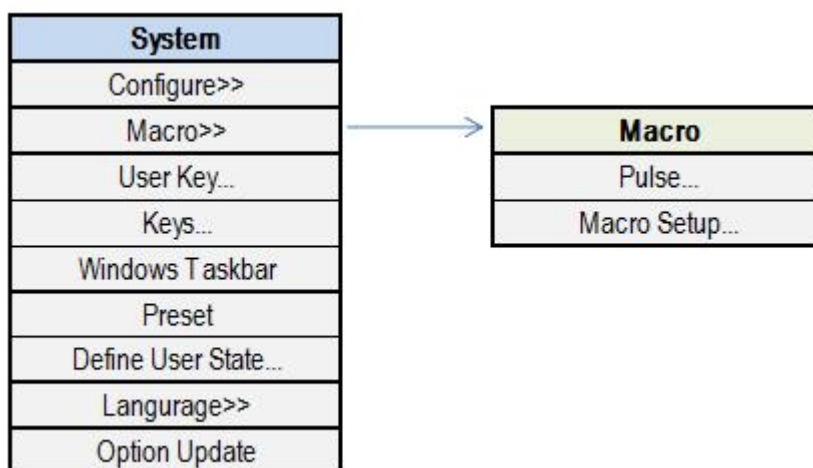 System
Configure>>
Macro>>
User Key...
Keys...
Windows Taskbar
Preset
Define User State...
Langurage>>
Option Update
Macro
Pulse...
Macro Setup...